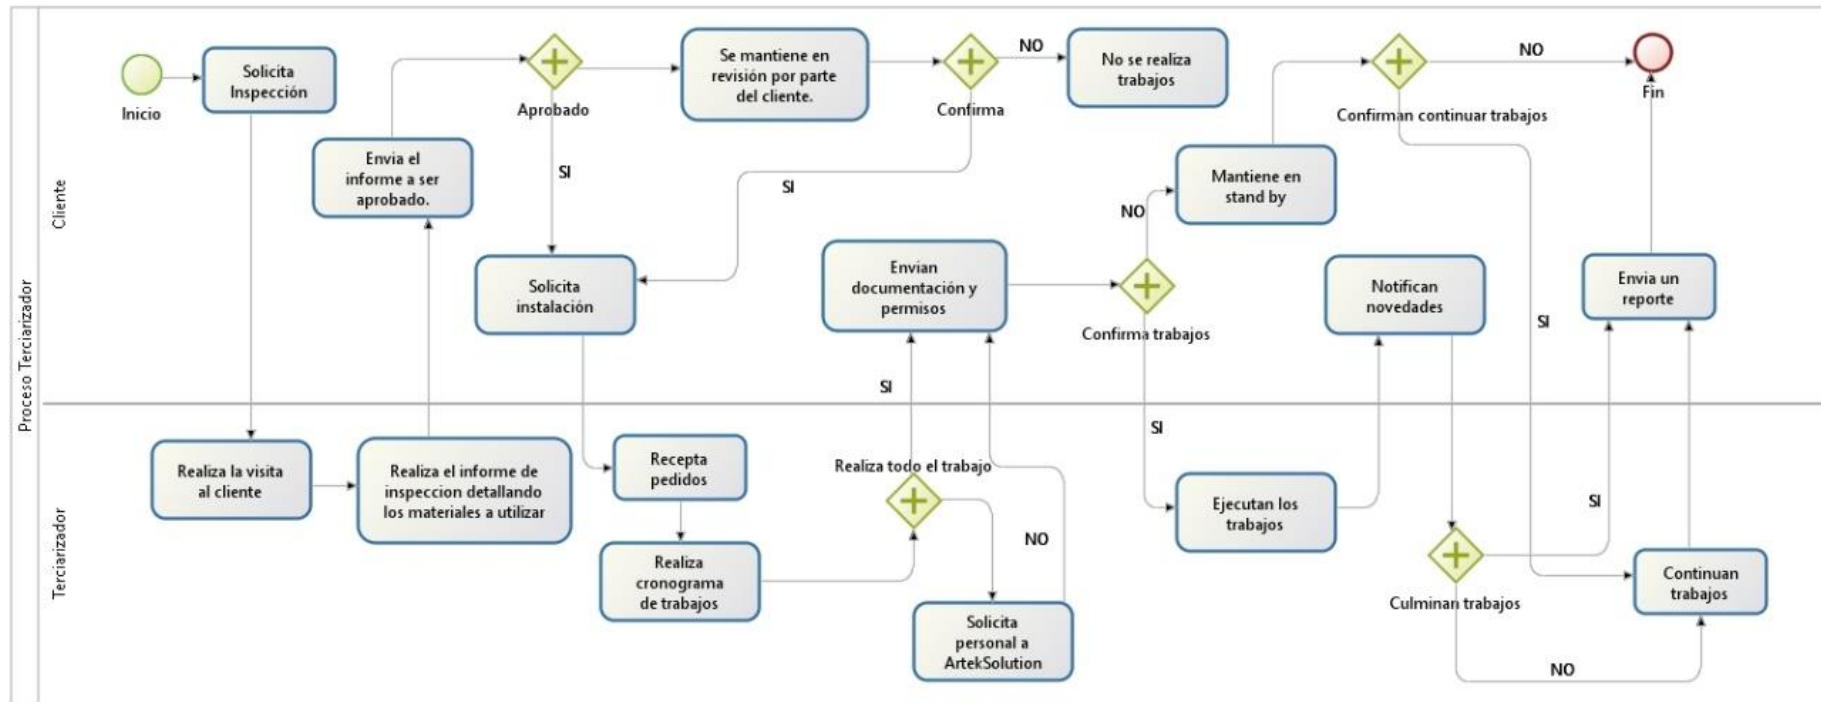 Proceso Terciarizador
Cliente
Inicio
Solicita
Inspección
Envia el
informe a ser
aprobado.
Aprobado
SI
Se mantiene en
revisión por parte
del cliente.
Confirma
NO
SI
No se realiza
trabajos
Solicita
instalación
Envían
documentación y
permisos
Confirma trabajos
NO
Mantiene en
stand by
Confirman continuar trabajos
NO
SI
Fin
Notifican
novedades
Envia un
reporte
Terciarizador
Realiza la visita
al cliente
Realiza el informe de
inspeccion detallando
los materiales a utilizar
Recepta
pedidos
Realiza
cronograma
de trabajos
Realiza todo el trabajo
SI
NO
Solicita
personal a
ArtekSolution
SI
Ejecutan los
trabajos
Culminan trabajos
SI
NO
Continuan
trabajos